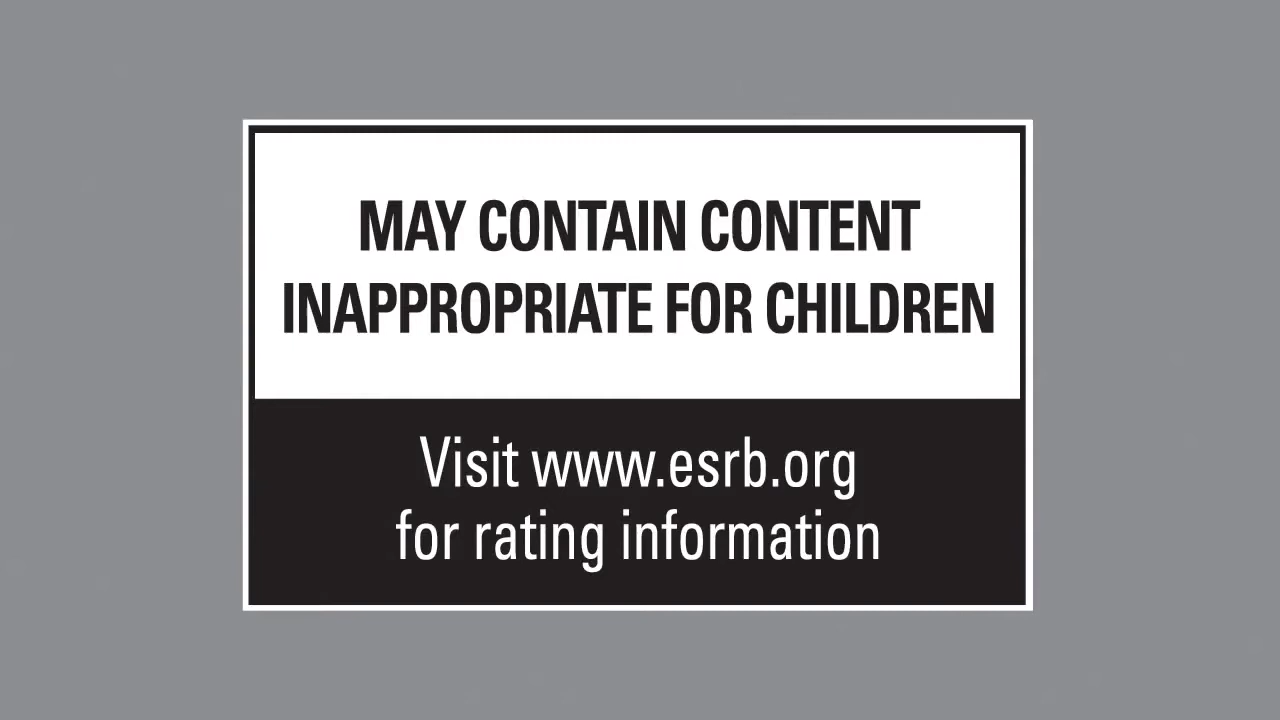 MAY CONTAIN CONTENT
INAPPROPRIATE FOR CHILDREN
Visit www.esrb.org
for rating information